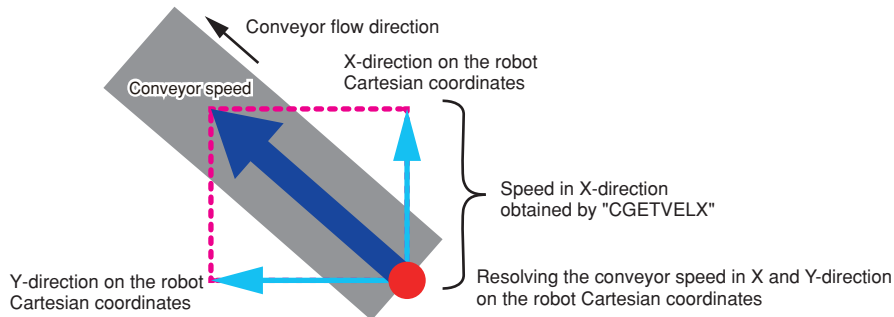 Conveyor flow direction
X-direction on the robot
Cartesian coordinates
Conveyor speed
Speed in X-direction
obtained by "CGETVELX"
Y-direction on the robot
Cartesian coordinates
Resolving the conveyor speed in X and Y-direction
on the robot Cartesian coordinates